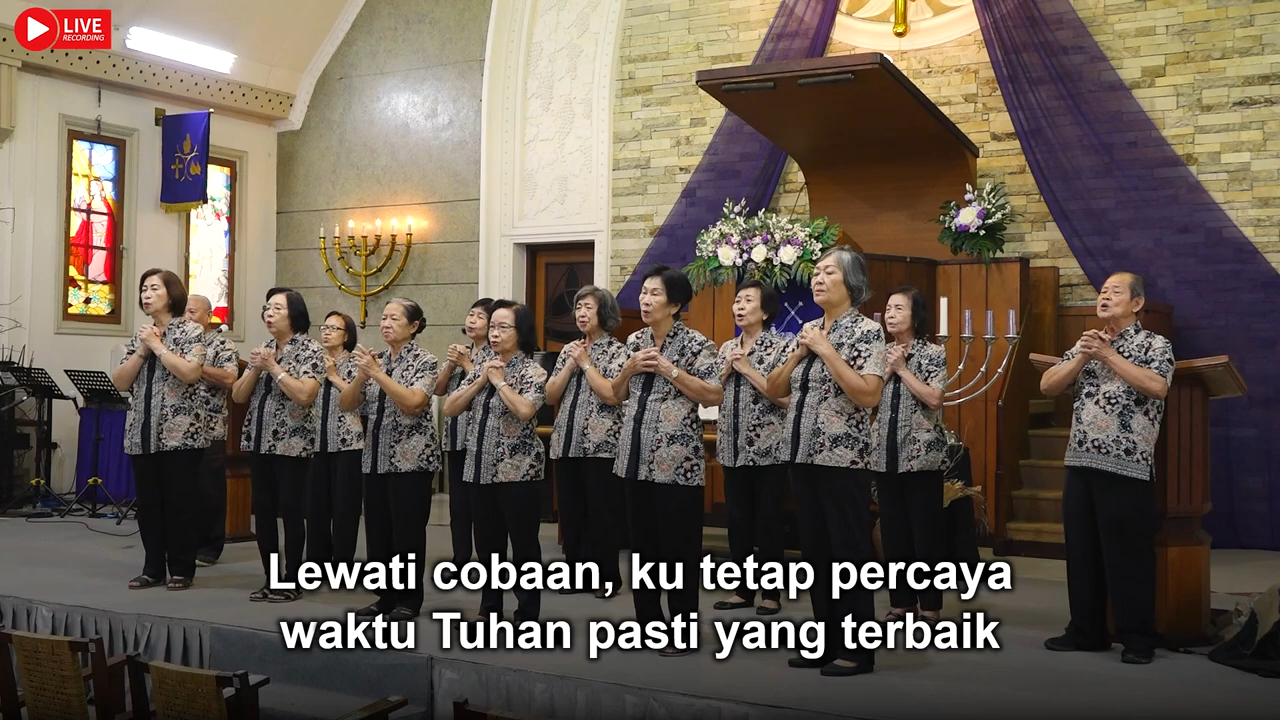 LIVE
RECORDING
Lewati cobaan, ku tetap percaya
waktu Tuhan pasti yang terbaik